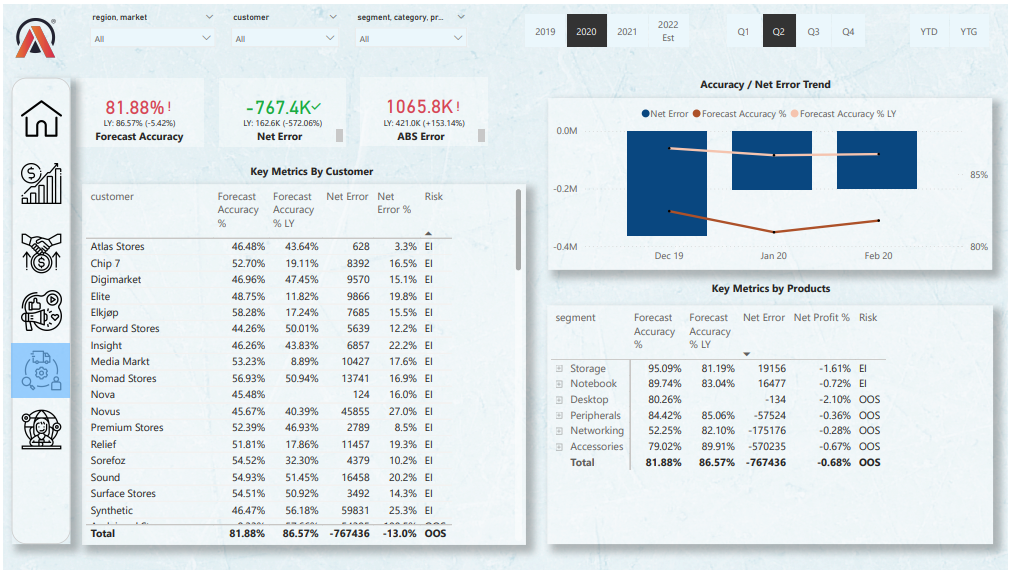 region, market
customer
segment, category, pr...
All
All
All
2019
2020
2021
2022 Est
Q1
Q2
Q3
Q4
YTD
YTG
81.88%!
LY: 86.57% (-5.42%)
Forecast Accuracy
-767.4K✓
LY: 162.6K (-572.06%)
Net Error
1065.8K!
LY: 421.0K (+153.14%)
ABS Error
Accuracy / Net Error Trend
Net Error Forecast Accuracy % Forecast Accuracy % LY
0.0M
-0.2M
-0.4M
85%
80%
Dec 19 Jan 20 Feb 20
Key Metrics By Customer
customer Forecast Accuracy % Forecast Accuracy % LY Net Error Net Error % Risk
Atlas Stores 46.48% 43.64% 628 3.3% EI
Chip 7 52.70% 19.11% 8392 16.5% EI
Digimarket 46.96% 47.45% 9570 15.1% EI
Elite 48.75% 11.82% 9866 19.8% EI
Elkjøp 58.28% 17.24% 7685 15.5% EI
Forward Stores 44.26% 50.01% 5639 12.2% EI
Insight 46.26% 43.83% 6857 22.2% EI
Media Markt 53.23% 8.89% 10427 17.6% EI
Nomad Stores 56.93% 50.94% 13741 16.9% EI
Nova 45.48% 124 16.0% EI
Novus 45.67% 40.39% 45855 27.0% EI
Premium Stores 52.39% 46.93% 2789 8.5% EI
Relief 51.81% 17.86% 11457 19.3% EI
Sorefoz 54.52% 32.30% 4379 10.2% EI
Sound 54.93% 51.45% 16458 20.2% EI
Surface Stores 54.51% 50.92% 3492 14.3% EI
Synthetic 46.47% 56.18% 59831 25.3% EI
Total 81.88% 86.57% -767436 -13.0% OOS
Key Metrics by Products
segment Forecast Accuracy % Forecast Accuracy % LY Net Error Net Profit % Risk
Storage 95.09% 81.19% 19156 -1.61% EI
Notebook 89.74% 83.04% 16477 -0.72% EI
Desktop 80.26% -134 -2.10% OOS
Peripherals 84.42% 85.06% -57524 -0.36% OOS
Networking 52.25% 82.10% -175176 -0.28% OOS
Accessories 79.02% 89.91% -570235 -0.67% OOS
Total 81.88% 86.57% -767436 -0.68% OOS